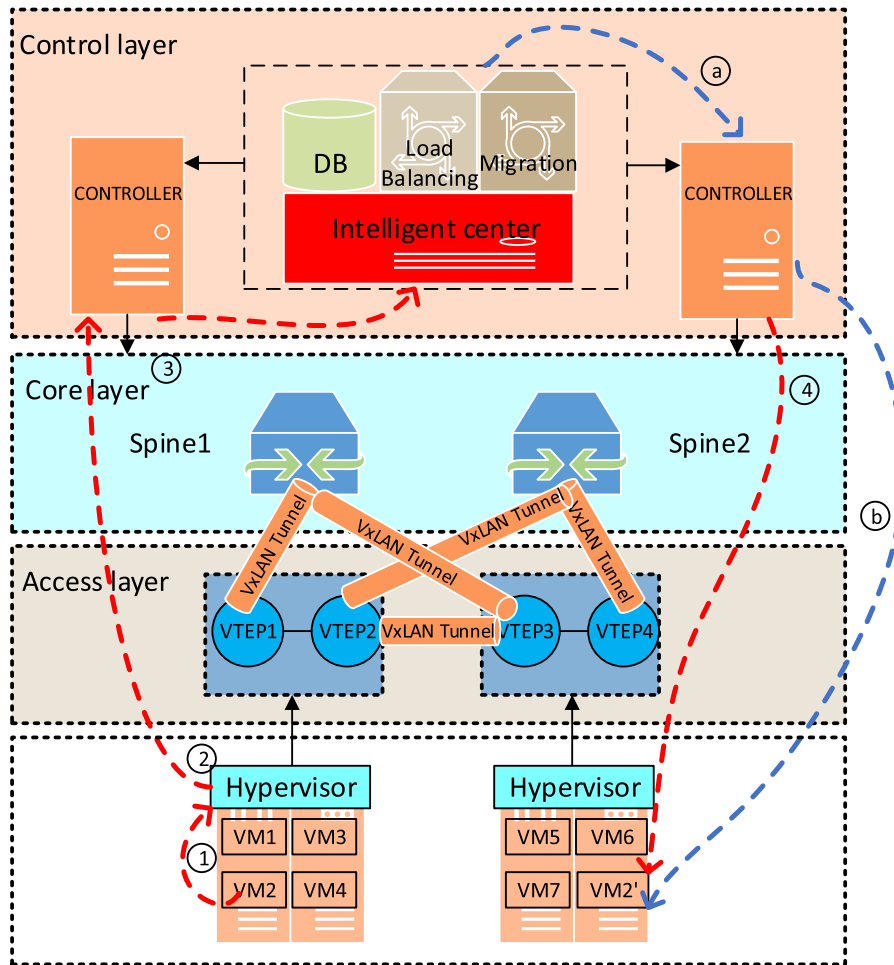 Control layer
a
DB
Load
Balancing
Migration
CONTROLLER
CONTROLLER
Intelligent center
3
4
Core layer
Spine1
Spine2
b
VxLAN Tunnel
VxLAN Tunnel
VxLAN Tunnel
VxLAN Tunnel
Access layer
VTEP1
VTEP2
VxLAN Tunnel
VTEP3
VTEP4
2
Hypervisor
Hypervisor
1
VM1
VM3
VM5
VM6
VM2
VM4
VM7
VM2'